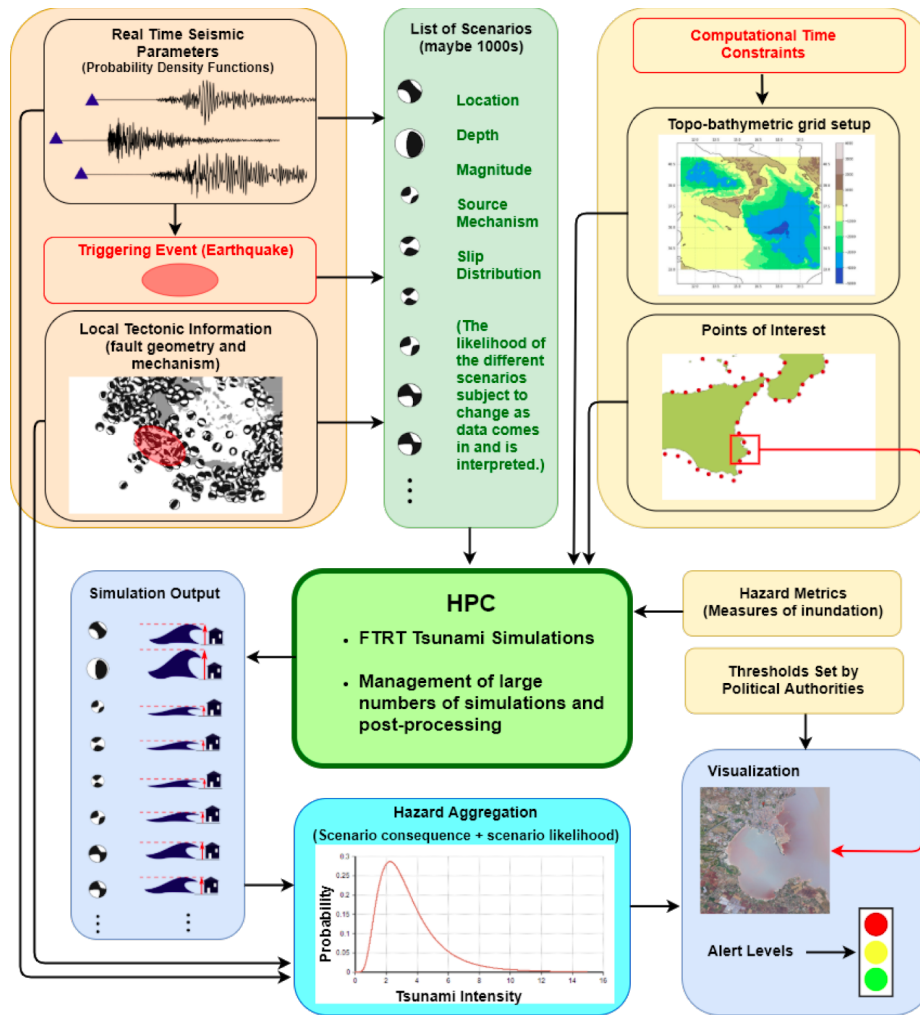 Real Time Seismic
Parameters
(Probability Density Functions)
Triggering Event (Earthquake)
Local Tectonic Information
(fault geometry and
mechanism)
List of Scenarios
(maybe 1000s)
Location
Depth
Magnitude
Source
Mechanism
Slip
Distribution
(The
likelihood of
the different
scenarios
subject to
change as
data comes
in and is
interpreted.)
Computational Time
Constraints
Topo-bathymetric grid setup
Points of Interest
Simulation Output
HPC
• FTRT Tsunami Simulations
• Management of large
numbers of simulations and
post-processing
Hazard Metrics
(Measures of inundation)
Thresholds Set by
Political Authorities
Hazard Aggregation
(Scenario consequence + scenario likelihood)
Probability
0.3
0.25
0.2
0.15
0.1
0.05
0
0 2 4 6 8 10 12 14 16
Tsunami Intensity
Visualization
Alert Levels